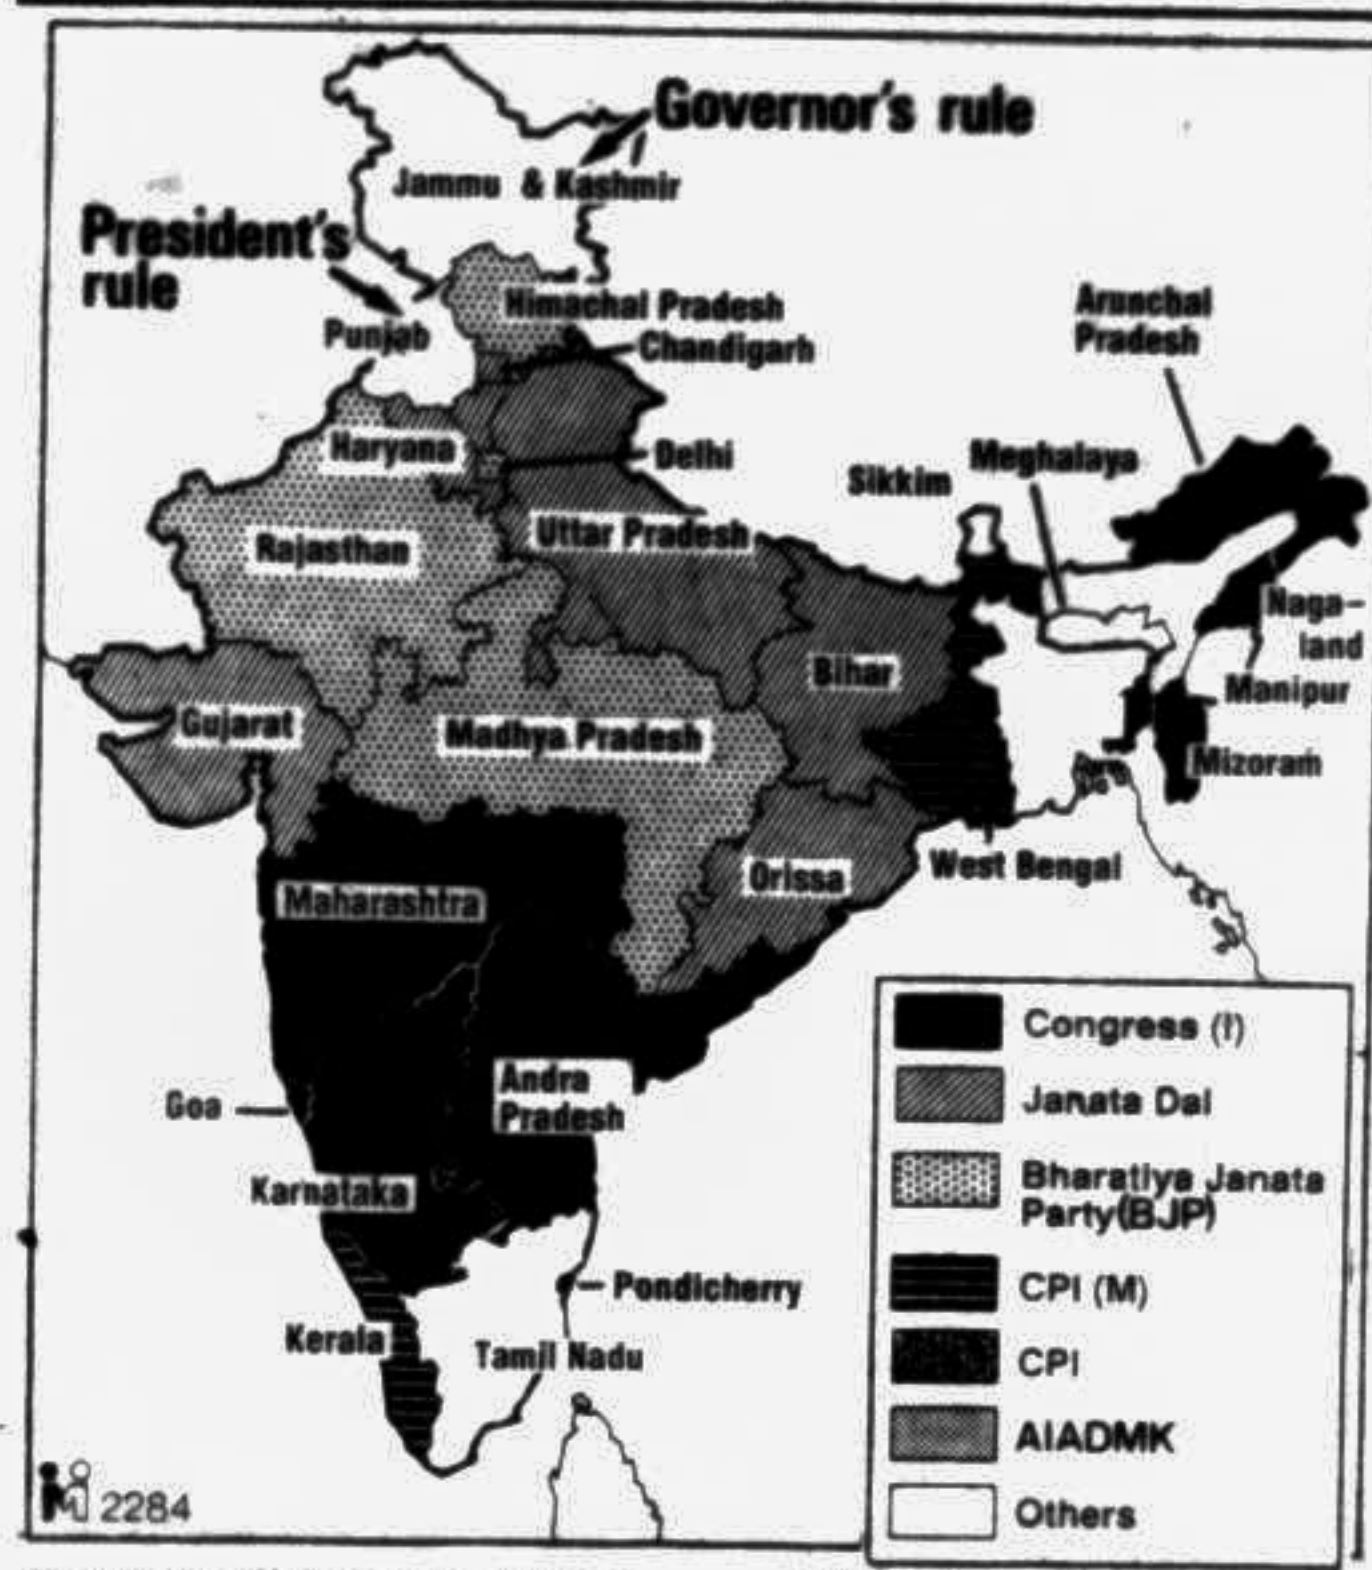 Governor's rule
Jammu & Kashmir
President's
rule
Punjab
Himachal Pradesh
Chandigarh
Arunchal
Pradesh
Haryana
Delhi
Sikkim
Meghalaya
Rajasthan
Uttar Pradesh
Naga-
land
Bihar
Manipur
Gujarat
Madhya Pradesh
Mizoram
Orissa
West Bengal
Maharashtra
Andra
Pradesh
Goa
Karnataka
Pondicherry
Kerala
Tamil Nadu
Congress (I)
Janata Dal
Bharatiya Janata
Party(BJP)
CPI (M)
CPI
AIADMK
Others
2284